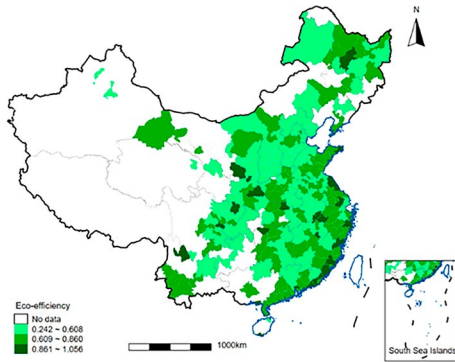 N
Eco-efficiency
No data
0.242 ~ 0.608
0.609 ~ 0.860
0.861 ~ 1.056
1000km
South Sea Islands